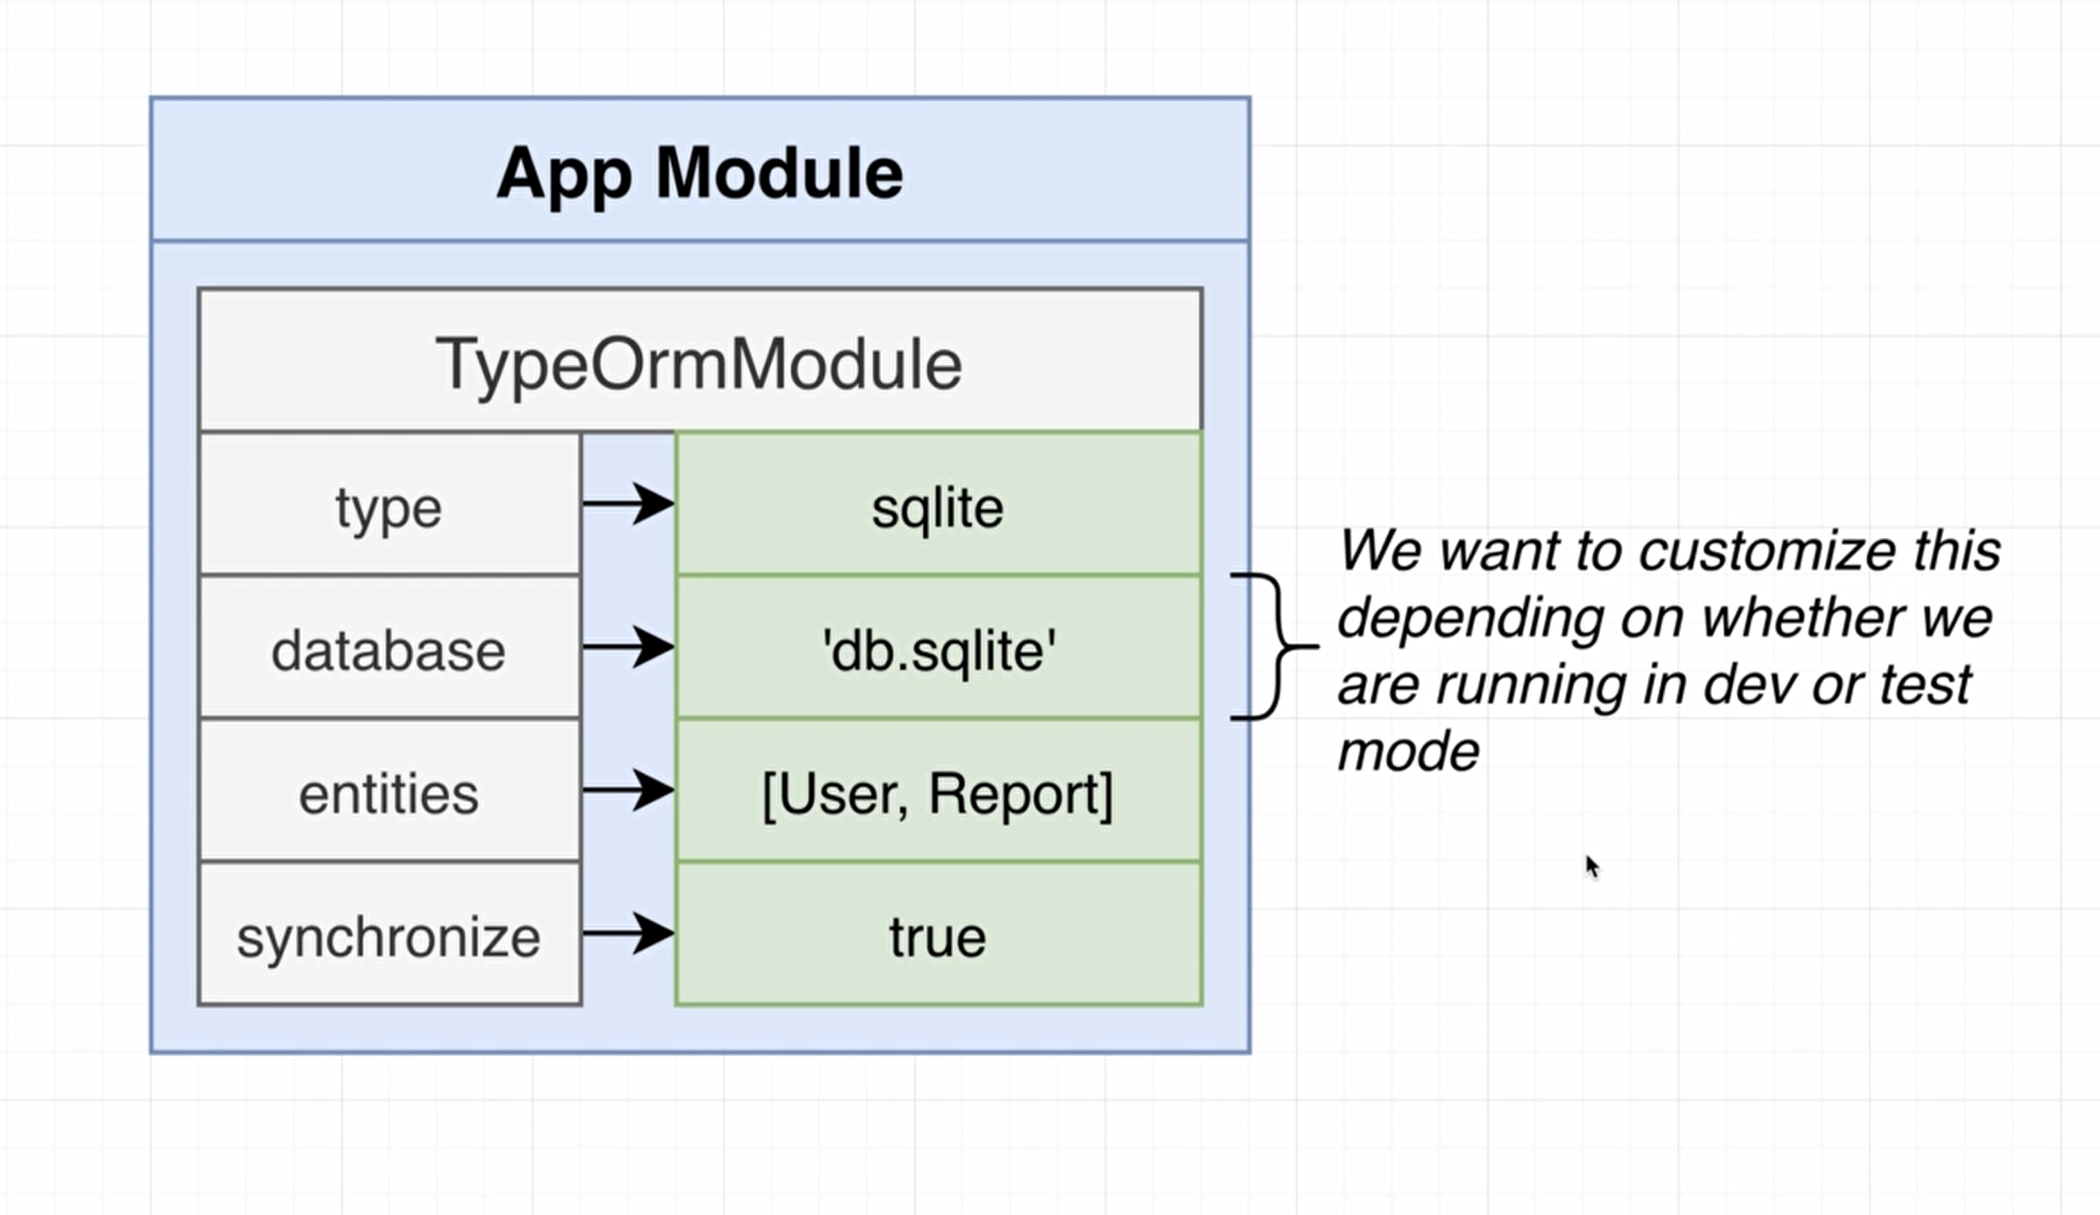 App Module
TypeOrmModule
type
sqlite
database
'db.sqlite'
entities
[User, Report]
synchronize
true
We want to customize this
depending on whether we
are running in dev or test
mode